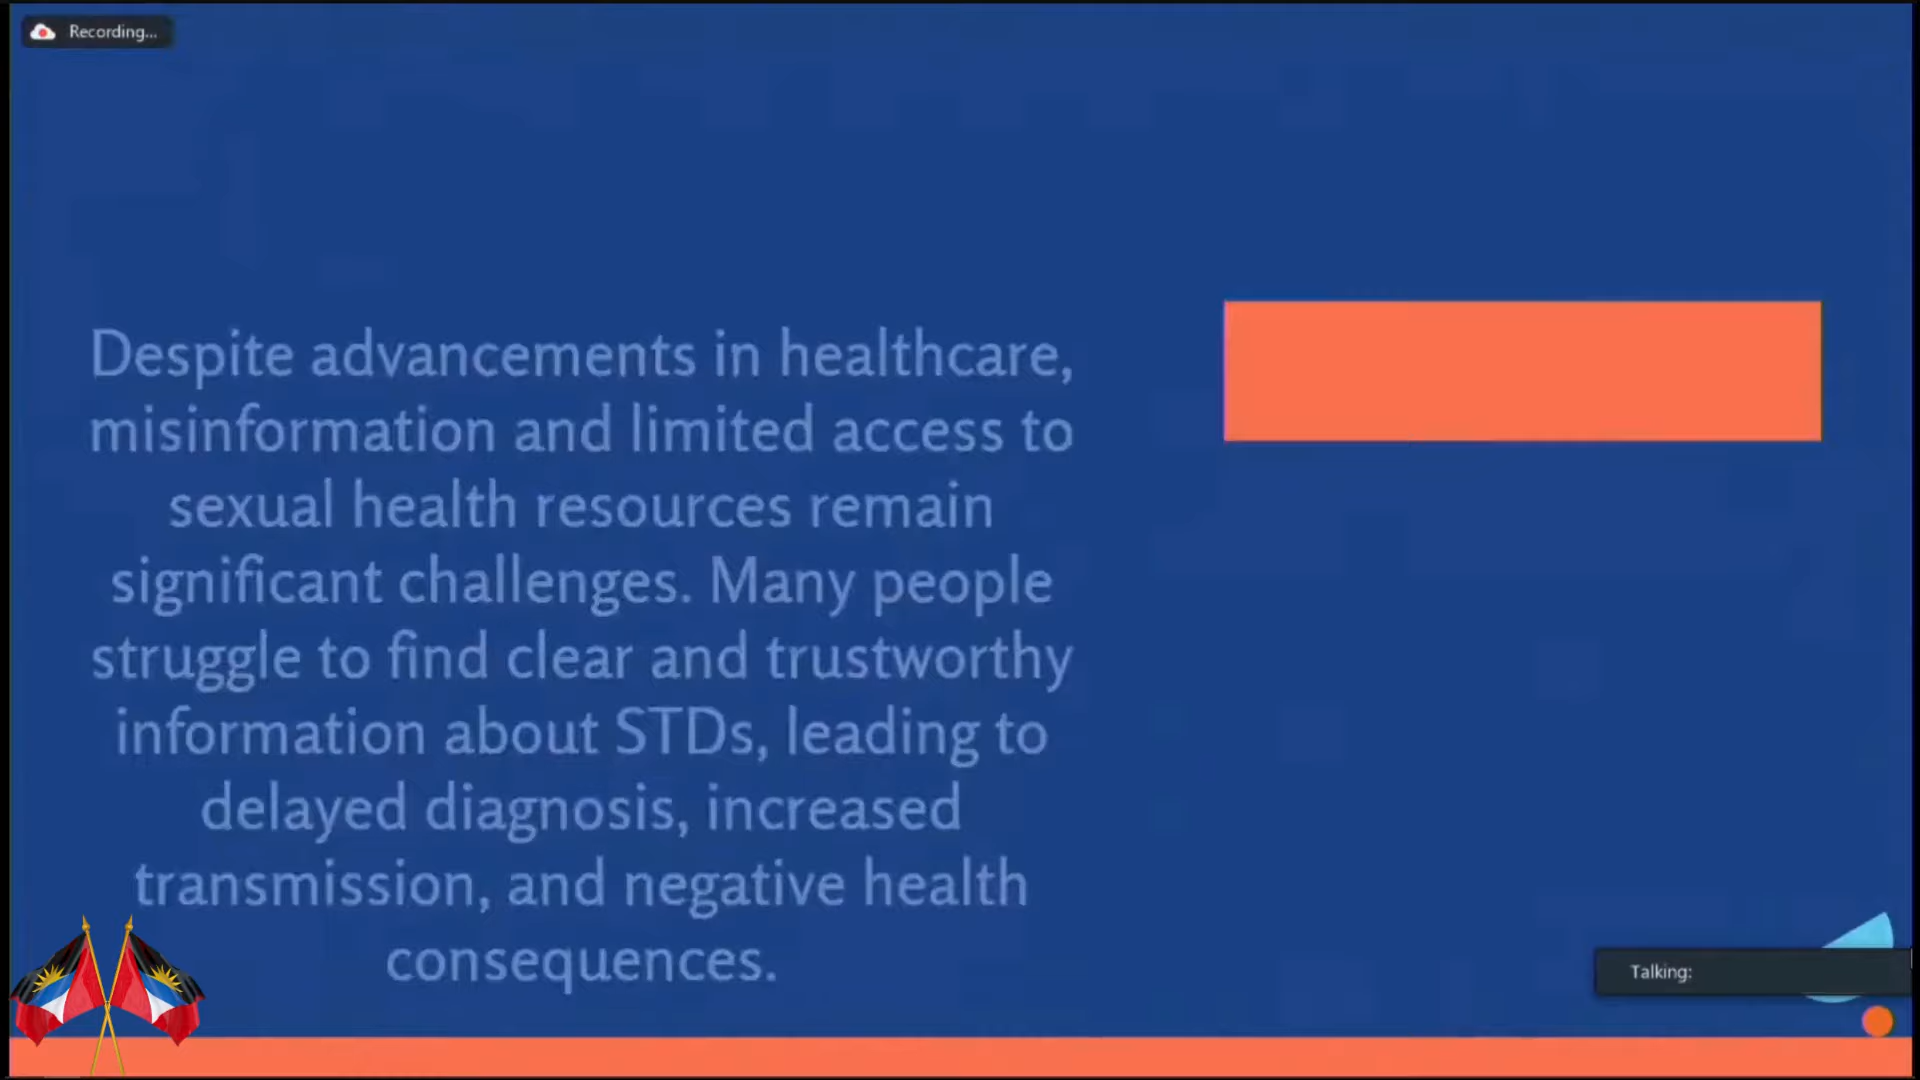 Recording...
Despite advancements in healthcare,
misinformation and limited access to
sexual health resources remain
significant challenges. Many people
struggle to find clear and trustworthy
information about STDs, leading to
delayed diagnosis, increased
transmission, and negative health
consequences.
Talking: